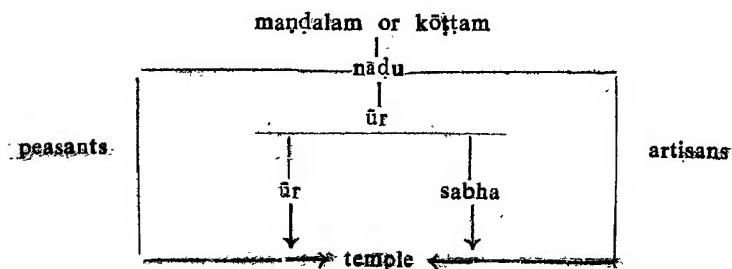 maṇḍalam or kōṭṭam
nāḍu
ūr
peasants
artisans
ūr
sabha
temple